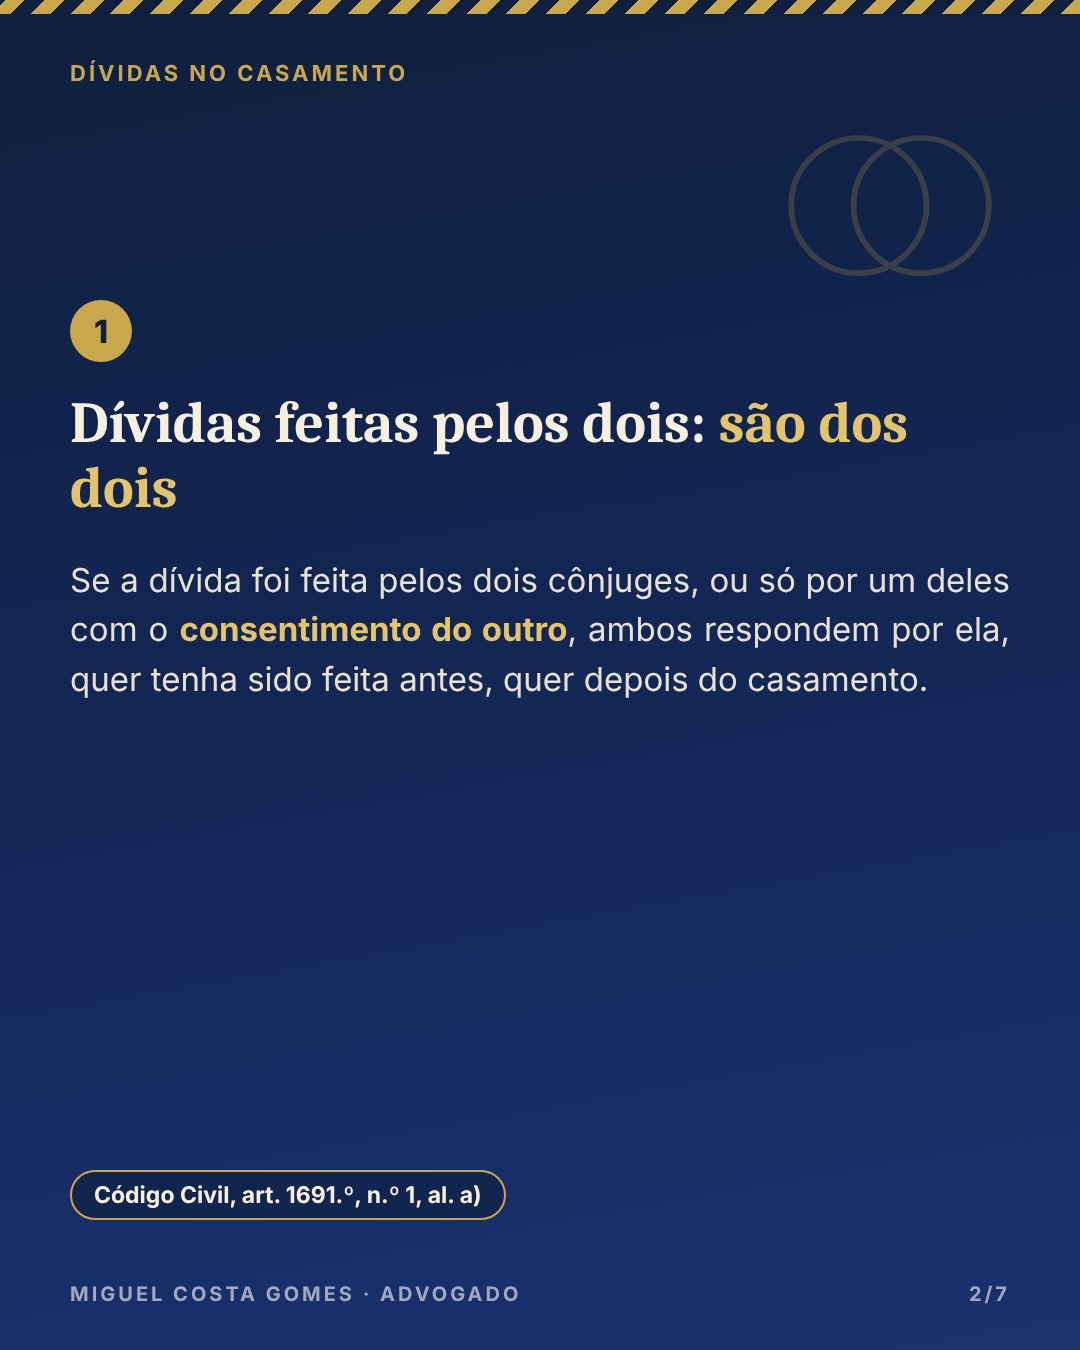 DÍVIDAS NO CASAMENTO
1
Dívidas feitas pelos dois: são dos
dois
Se a dívida foi feita pelos dois cônjuges, ou só por um deles
com o consentimento do outro, ambos respondem por ela,
quer tenha sido feita antes, quer depois do casamento.
Código Civil, art. 1691.º, n.º 1, al. a)
MIGUEL COSTA GOMES · ADVOGADO
2/7